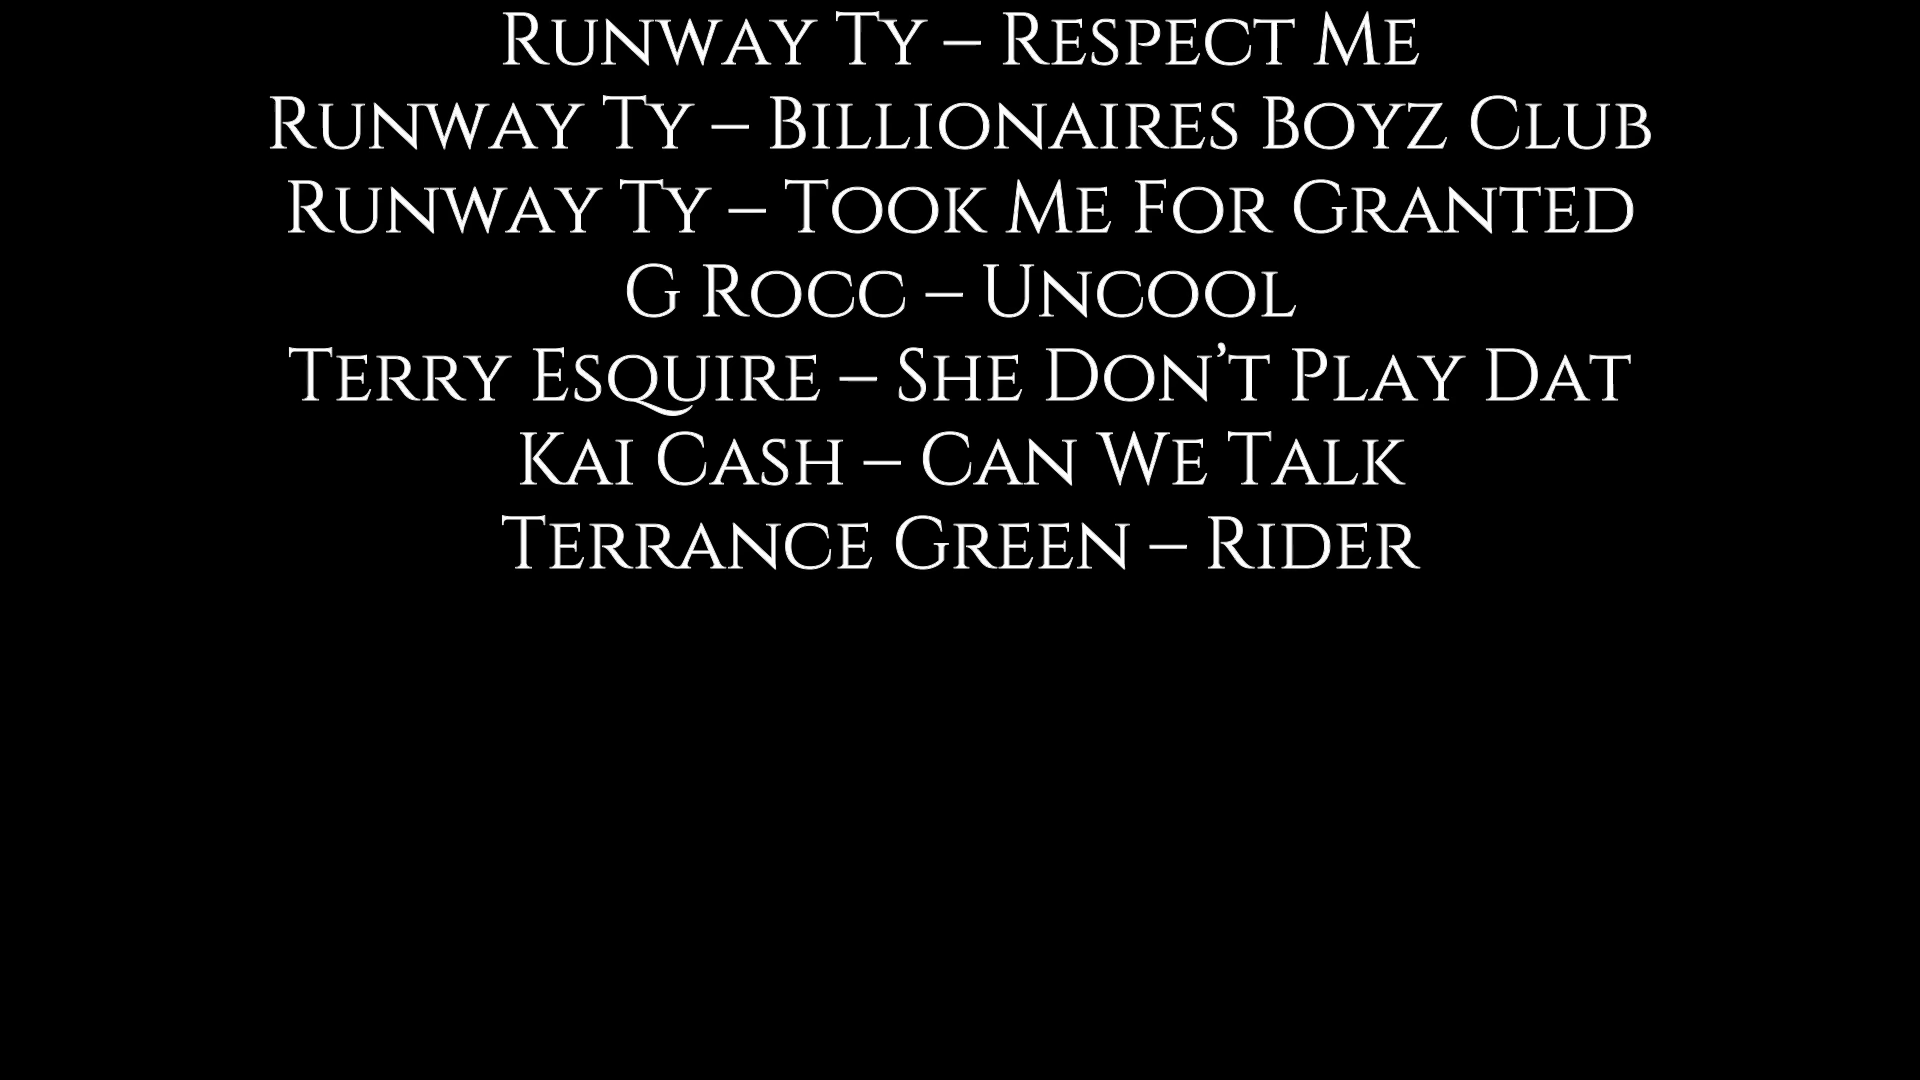 Runway Ty – Respect Me
Runway Ty – Billionaires Boyz Club
Runway Ty – Took Me For Granted
G Rocc – Uncool
Terry Esquire – She Don’t Play Dat
Kai Cash – Can We Talk
Terrance Green – Rider